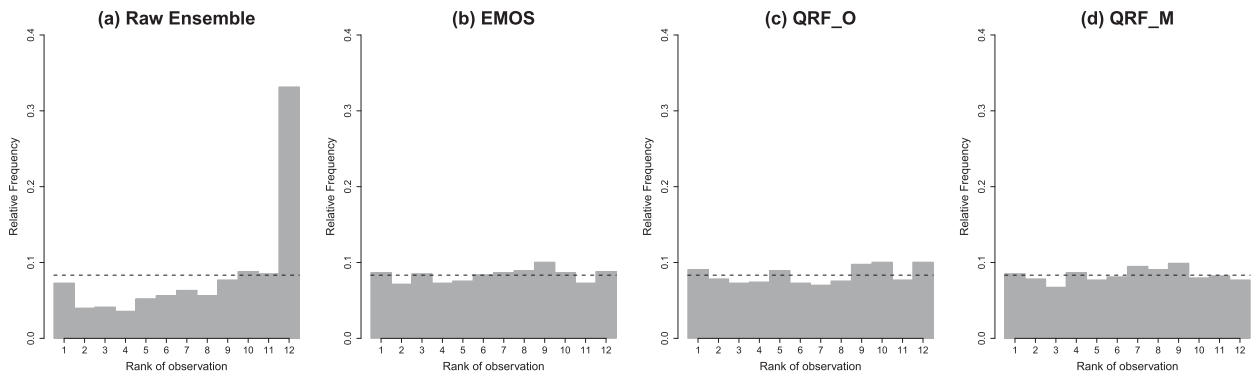 (a) Raw Ensemble
Relative Frequency
0.0 0.1 0.2 0.3 0.4
1 2 3 4 5 6 7 8 9 10 11 12
Rank of observation
(b) EMOS
Relative Frequency
0.0 0.1 0.2 0.3 0.4
1 2 3 4 5 6 7 8 9 10 11 12
Rank of observation
(c) QRF_O
Relative Frequency
0.0 0.1 0.2 0.3 0.4
1 2 3 4 5 6 7 8 9 10 11 12
Rank of observation
(d) QRF_M
Relative Frequency
0.0 0.1 0.2 0.3 0.4
1 2 3 4 5 6 7 8 9 10 11 12
Rank of observation